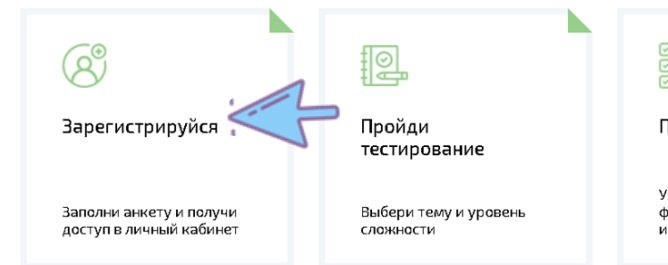 Зарегистрируйся
Заполни анкету и получи
доступ в личный кабинет
Пройди
тестирование
Выбери тему и уровень
сложности